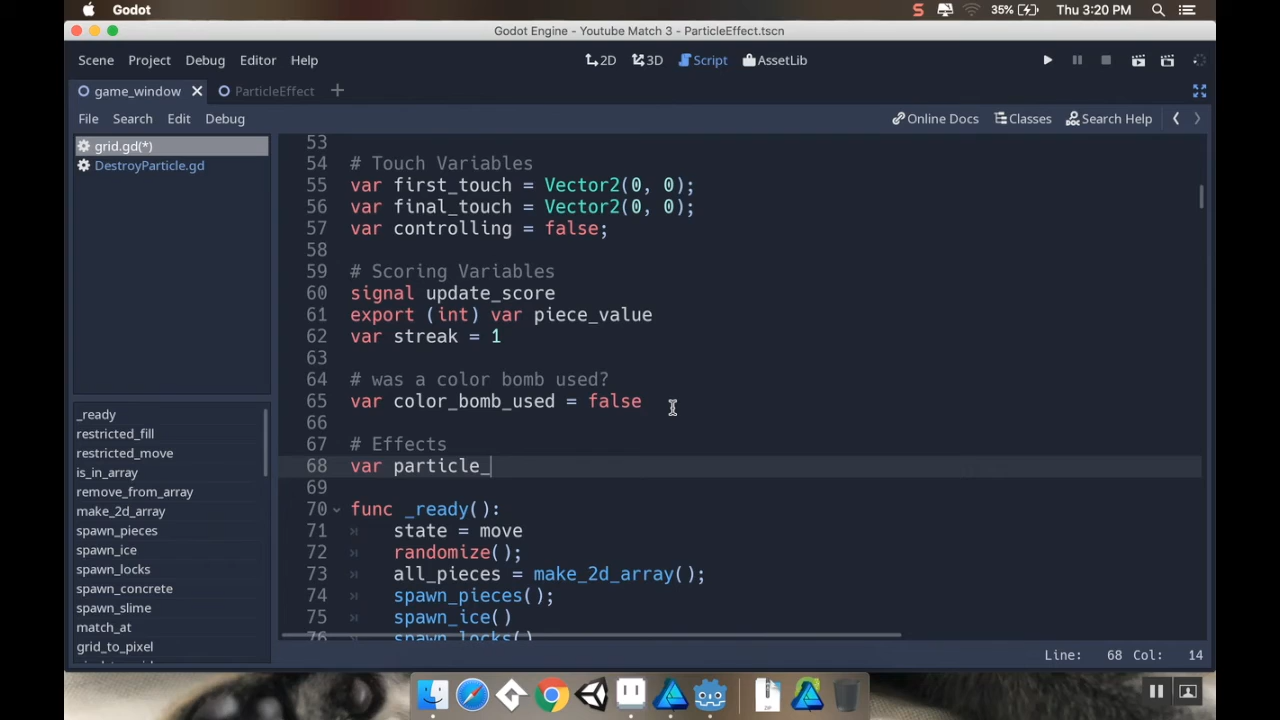 Godot
35%
Thu 3:20 PM
Godot Engine - Youtube Match 3 - ParticleEffect.tscn
Scene Project Debug Editor Help
2D 3D Script AssetLib
game_window ParticleEffect
File Search Edit Debug
Online Docs Classes Search Help
grid.gd(*)
DestroyParticle.gd
_ready
restricted_fill
restricted_move
is_in_array
remove_from_array
make_2d_array
spawn_pieces
spawn_ice
spawn_locks
spawn_concrete
spawn_slime
match_at
grid_to_pixel
53
54 # Touch Variables
55 var first_touch = Vector2(0, 0);
56 var final_touch = Vector2(0, 0);
57 var controlling = false;
58
59 # Scoring Variables
60 signal update_score
61 export (int) var piece_value
62 var streak = 1
63
64 # was a color bomb used?
65 var color_bomb_used = false
66
67 # Effects
68 var particle_
69
70 func _ready():
71 state = move
72 randomize();
73 all_pieces = make_2d_array();
74 spawn_pieces();
75 spawn_ice()
76 spawn_locks()
Line: 68 Col: 14